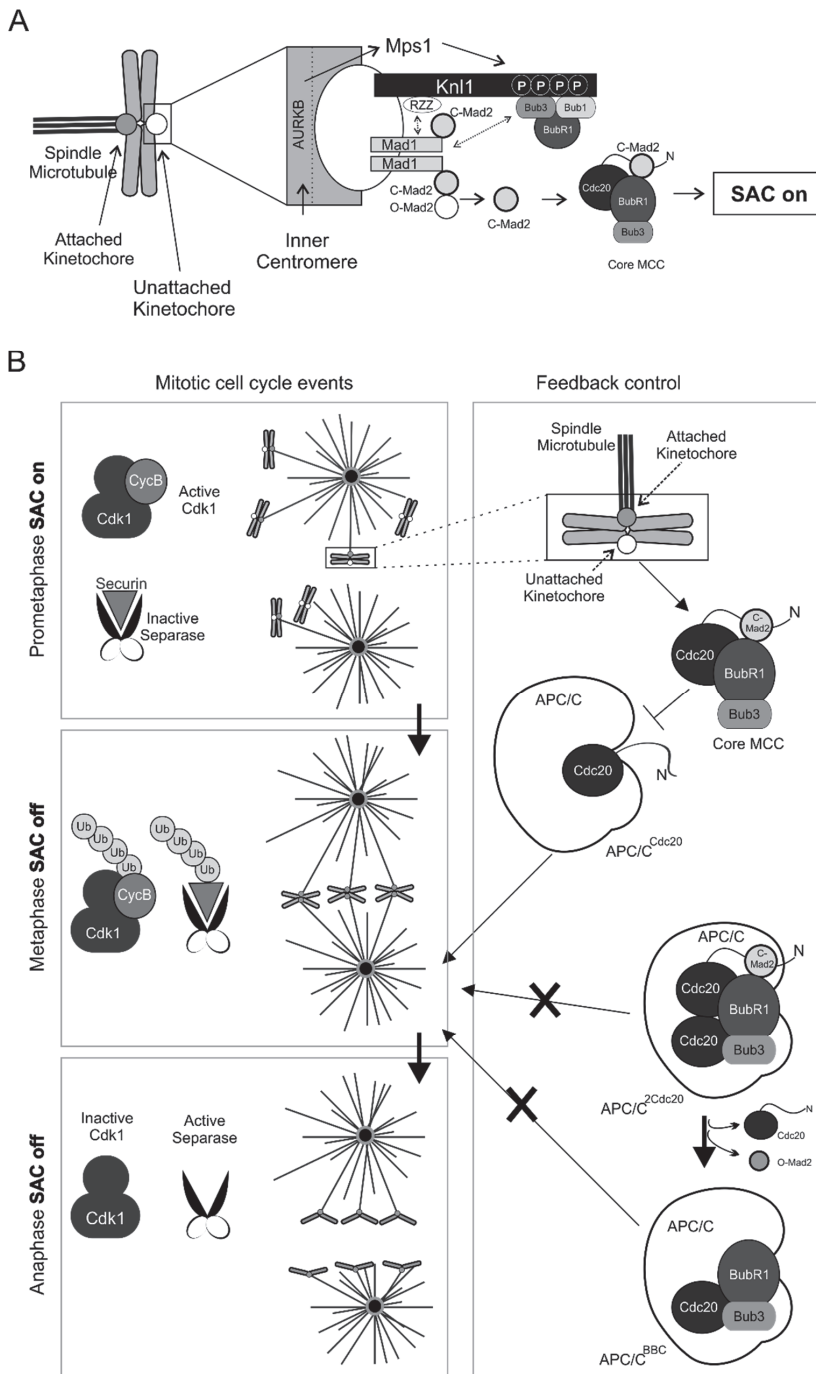 A
Mps1
Knl1
P P P P
AURKB
RZZ
C-Mad2
Bub3
Bub1
BubR1
Mad1
Mad1
C-Mad2
O-Mad2
C-Mad2
C-Mad2
N
Cdc20
BubR1
Bub3
Core MCC
SAC on
Spindle
Microtubule
Attached
Kinetochore
Unattached
Kinetochore
Inner
Centromere
B
Mitotic cell cycle events
Feedback control
Prometaphase SAC on
CycB
Cdk1
Active
Cdk1
Securin
Inactive
Separase
Spindle
Microtubule
Attached
Kinetochore
Unattached
Kinetochore
C-
Mad2
N
Cdc20
BubR1
Bub3
Core MCC
APC/C
Cdc20
N
APC/C^Cdc20
Metaphase SAC off
Ub
Ub
Ub
Ub
Ub
Ub
Ub
Ub
CycB
Cdk1
APC/C
C-
Mad2
N
Cdc20
BubR1
Cdc20
Bub3
APC/C^2Cdc20
N
Cdc20
O-Mad2
Anaphase SAC off
Inactive
Cdk1
Cdk1
Active
Separase
APC/C
BubR1
Cdc20
Bub3
APC/C^BBC